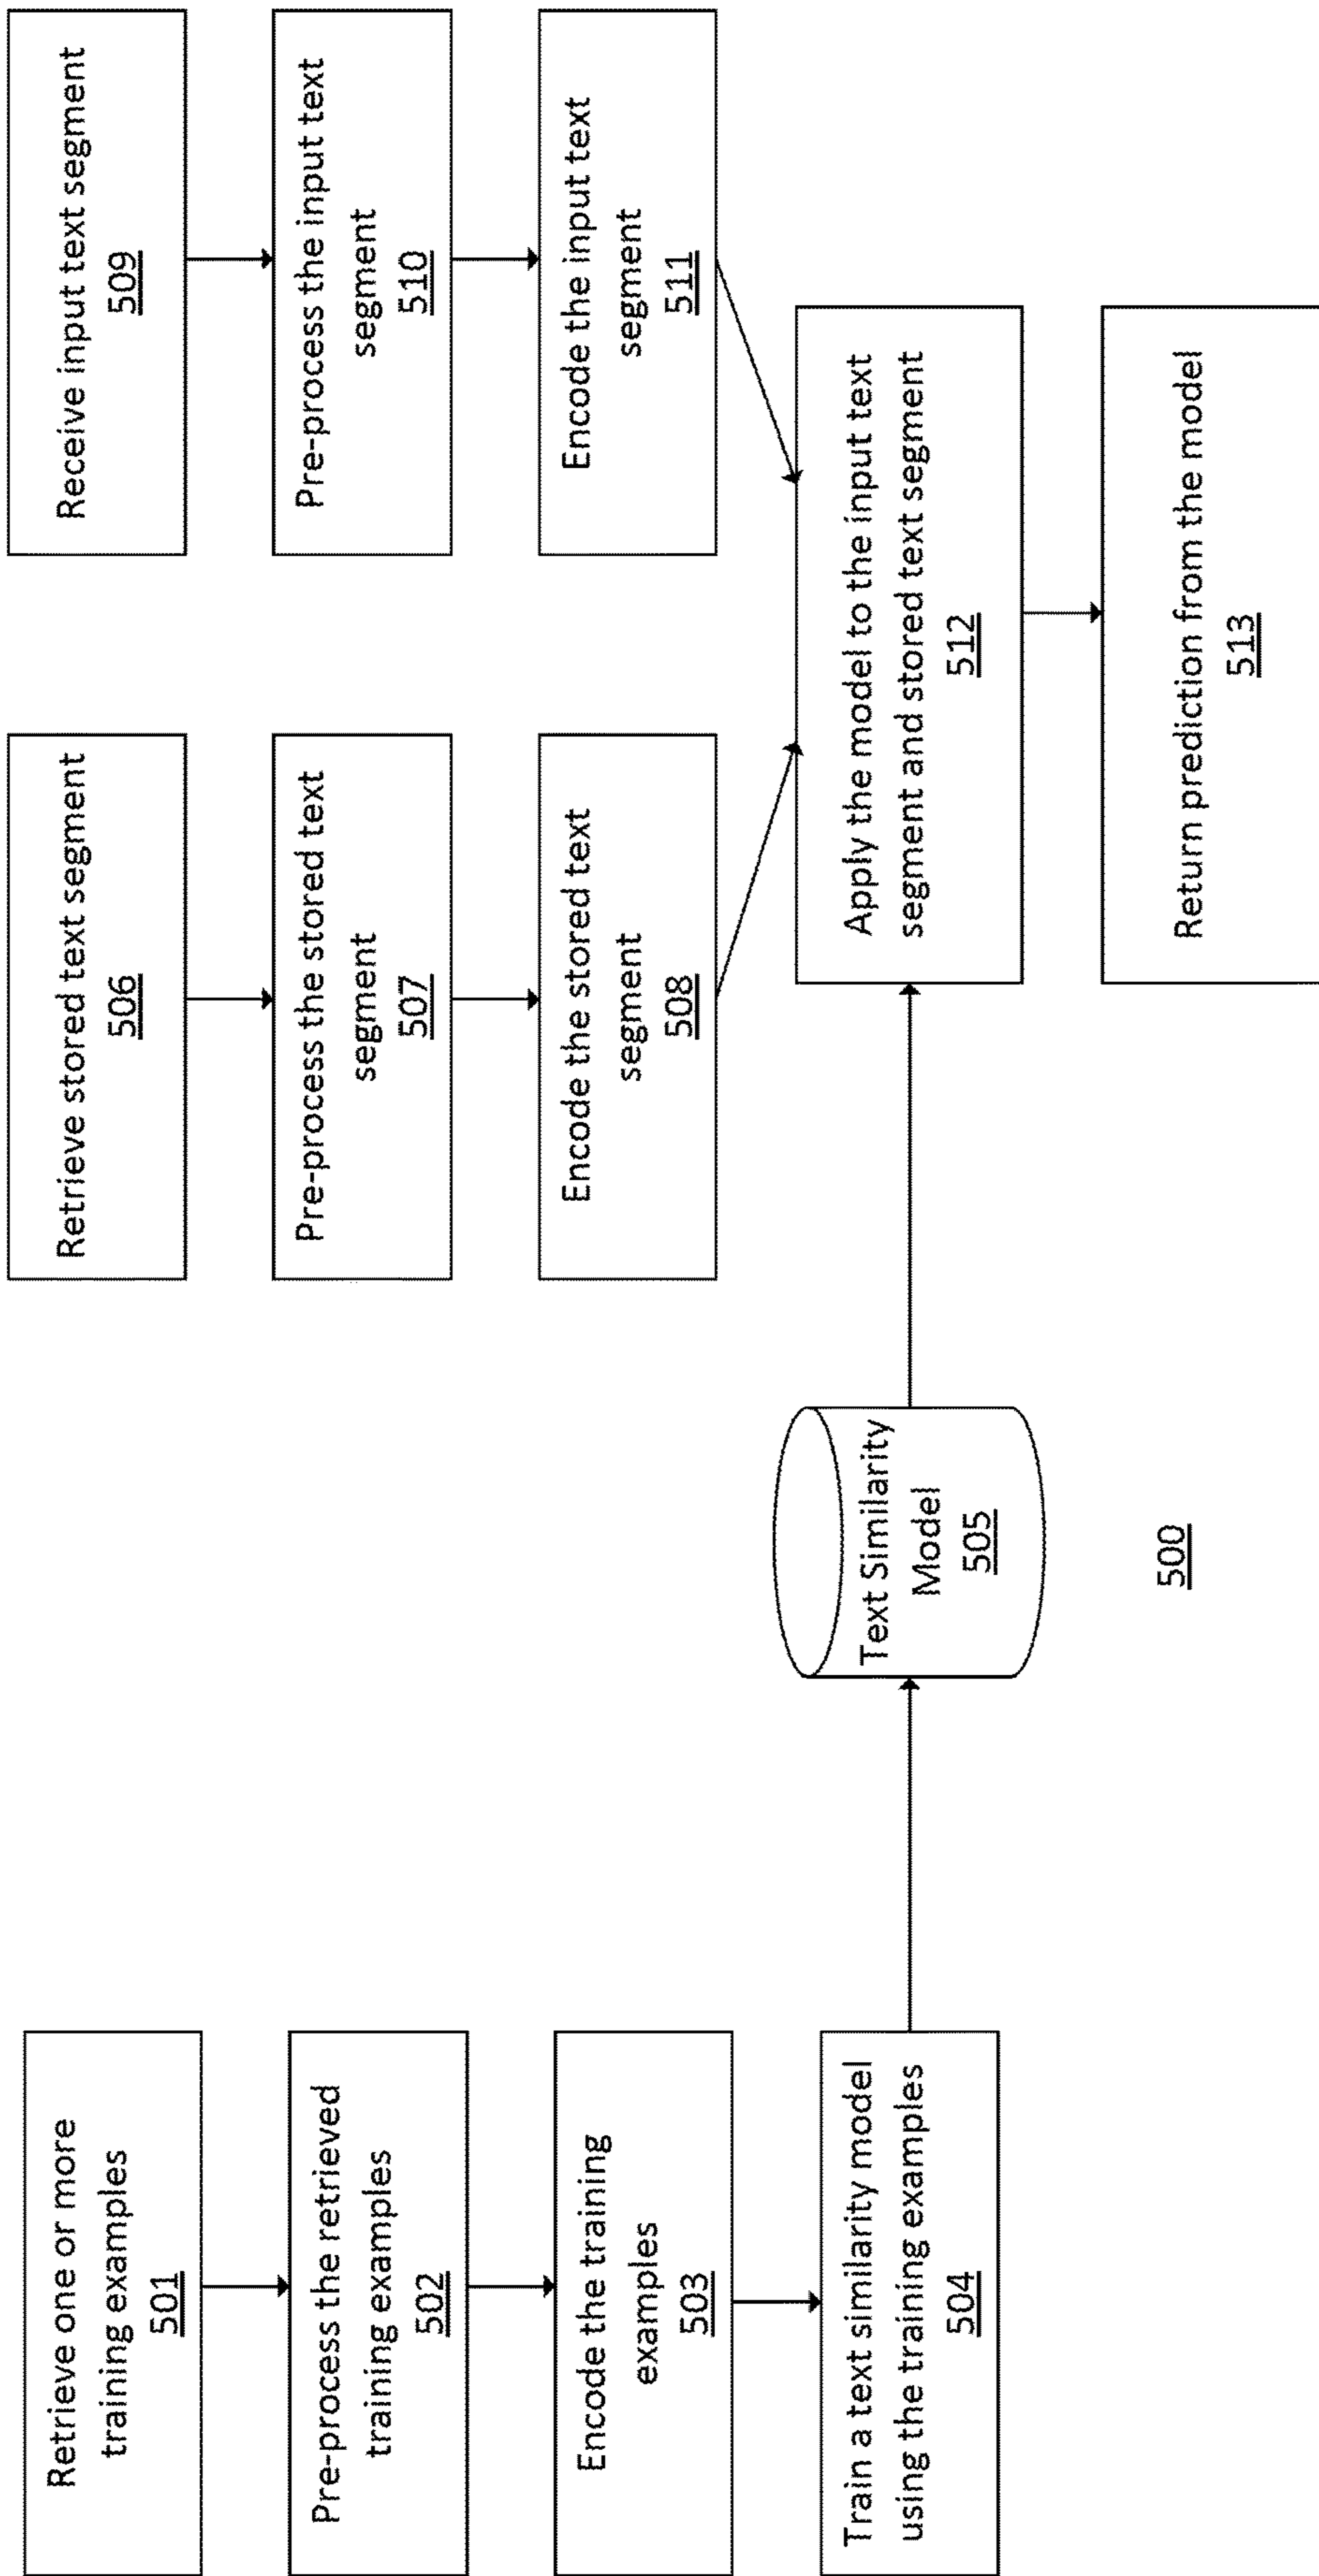 Retrieve one or more
training examples
501
Pre-process the retrieved
training examples
502
Encode the training
examples
503
Train a text similarity model
using the training examples
504
Text Similarity
Model
505
500
Retrieve stored text segment
506
Pre-process the stored text
segment
507
Encode the stored text
segment
508
Receive input text segment
509
Pre-process the input text
segment
510
Encode the input text
segment
511
Apply the model to the input text
segment and stored text segment
512
Return prediction from the model
513